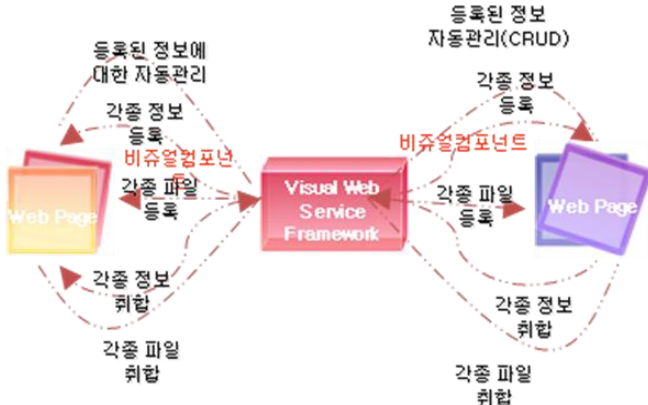 등록된 정보에
대한 자동관리
각종 정보
등록
비쥬얼컴포넌
트
Web Page
각종 파일
등록
각종 정보
취합
각종 파일
취합
Visual Web
Service
Framework
등록된 정보
자동관리(CRUD)
각종 정보
등록
비쥬얼컴포넌트
각종 파일
등록
Web Page
각종 정보
취합
각종 파일
취합